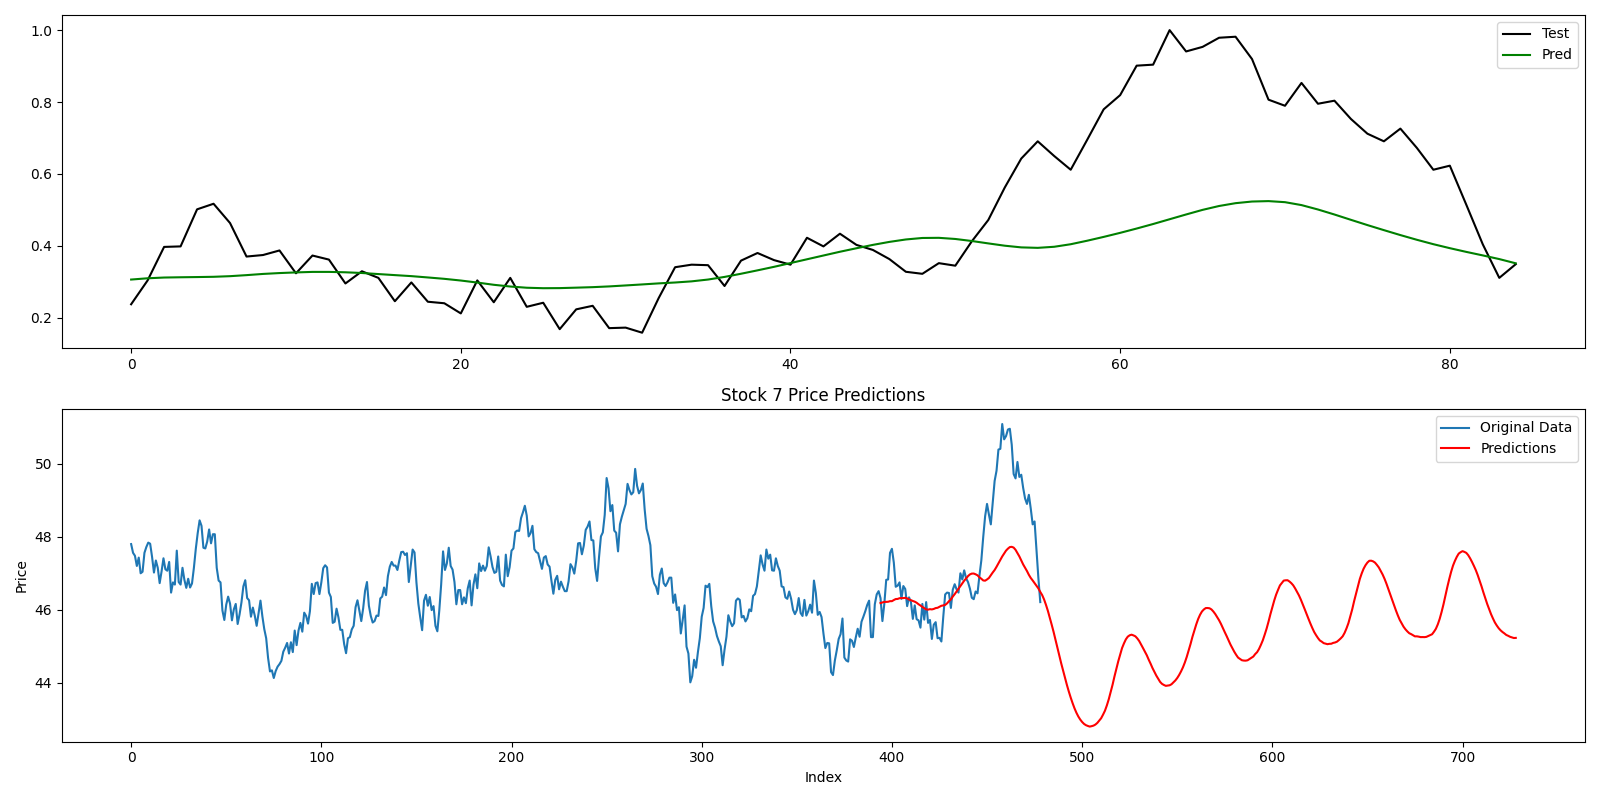 1.0
0.8
0.6
0.4
0.2
Test
Pred
0 20 40 60 80
Stock 7 Price Predictions
Price
50
48
46
44
Original Data
Predictions
0 100 200 300 400 500 600 700
Index